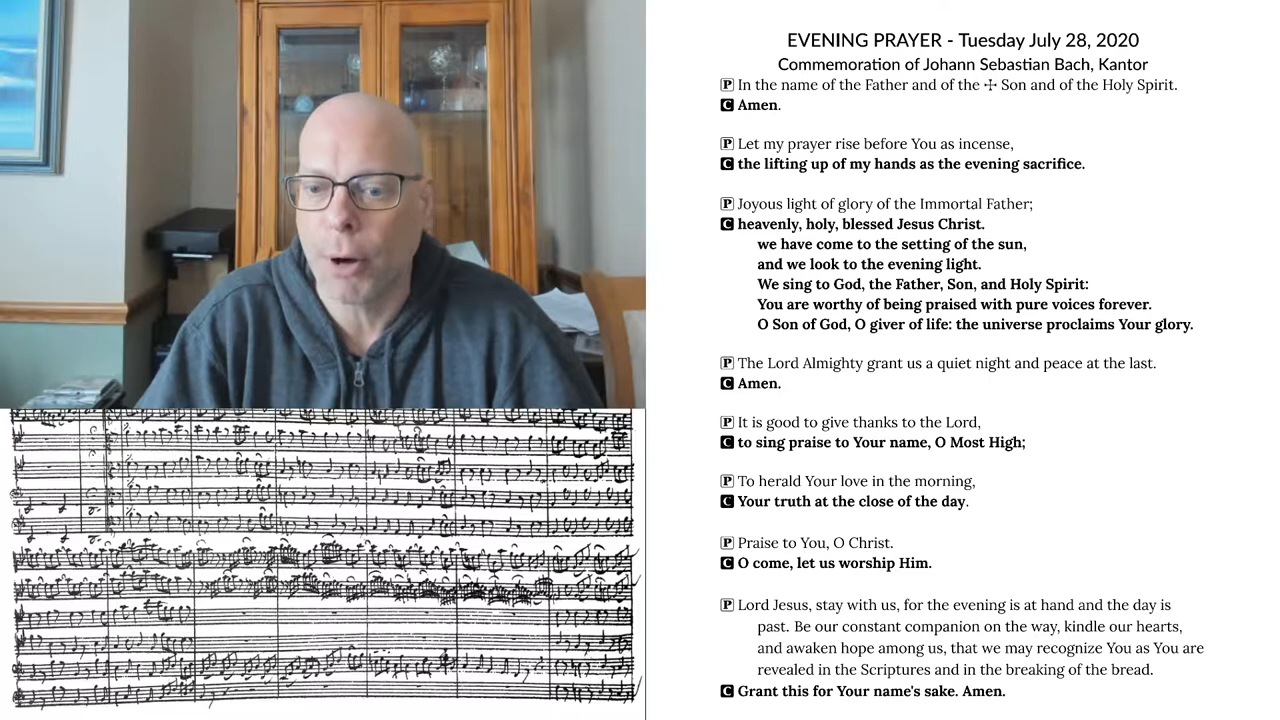 EVENING PRAYER - Tuesday July 28, 2020
Commemoration of Johann Sebastian Bach, Kantor
P In the name of the Father and of the ☩ Son and of the Holy Spirit.
C Amen.
P Let my prayer rise before You as incense,
C the lifting up of my hands as the evening sacrifice.
P Joyous light of glory of the Immortal Father;
C heavenly, holy, blessed Jesus Christ.
we have come to the setting of the sun,
and we look to the evening light.
We sing to God, the Father, Son, and Holy Spirit:
You are worthy of being praised with pure voices forever.
O Son of God, O giver of life: the universe proclaims Your glory.
P The Lord Almighty grant us a quiet night and peace at the last.
C Amen.
P It is good to give thanks to the Lord,
C to sing praise to Your name, O Most High;
P To herald Your love in the morning,
C Your truth at the close of the day.
P Praise to You, O Christ.
C O come, let us worship Him.
P Lord Jesus, stay with us, for the evening is at hand and the day is
past. Be our constant companion on the way, kindle our hearts,
and awaken hope among us, that we may recognize You as You are
revealed in the Scriptures and in the breaking of the bread.
C Grant this for Your name's sake. Amen.